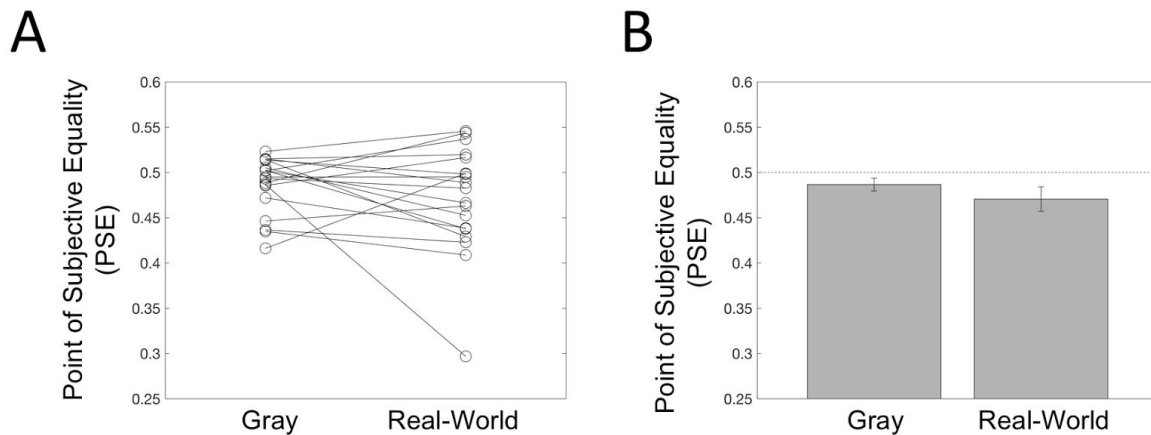 A
Point of Subjective Equality
(PSE)
0.6
0.55
0.5
0.45
0.4
0.35
0.3
0.25
Gray
Real-World
B
Point of Subjective Equality
(PSE)
0.6
0.55
0.5
0.45
0.4
0.35
0.3
0.25
Gray
Real-World